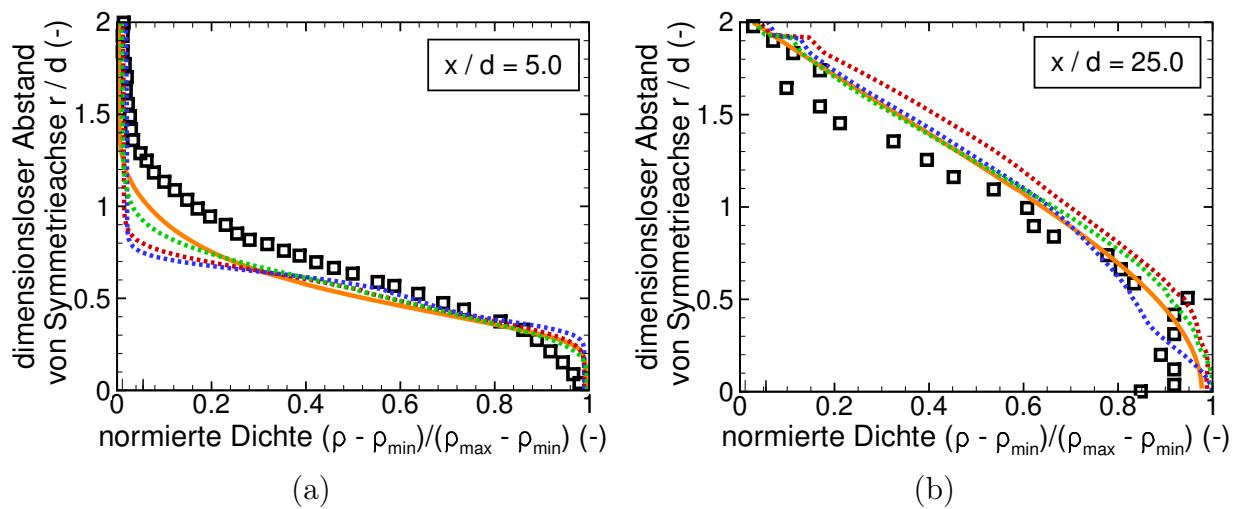 dimensionloser Abstand
von Symmetrieachse r / d (-)
2
1.5
1
0.5
0
x / d = 5.0
0
0.2
0.4
0.6
0.8
1
normierte Dichte (ρ - ρmin)/(ρmax - ρmin) (-)
(a)
dimensionloser Abstand
von Symmetrieachse r / d (-)
2
1.5
1
0.5
0
x / d = 25.0
0
0.2
0.4
0.6
0.8
1
normierte Dichte (ρ - ρmin)/(ρmax - ρmin) (-)
(b)